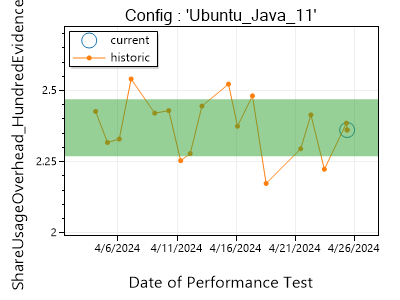 Config : 'Ubuntu_Java_11'
ShareUsageOverhead_HundredEvidence
current
historic
2.5
2.25
2
4/6/2024
4/11/2024
4/16/2024
4/21/2024
4/26/2024
Date of Performance Test